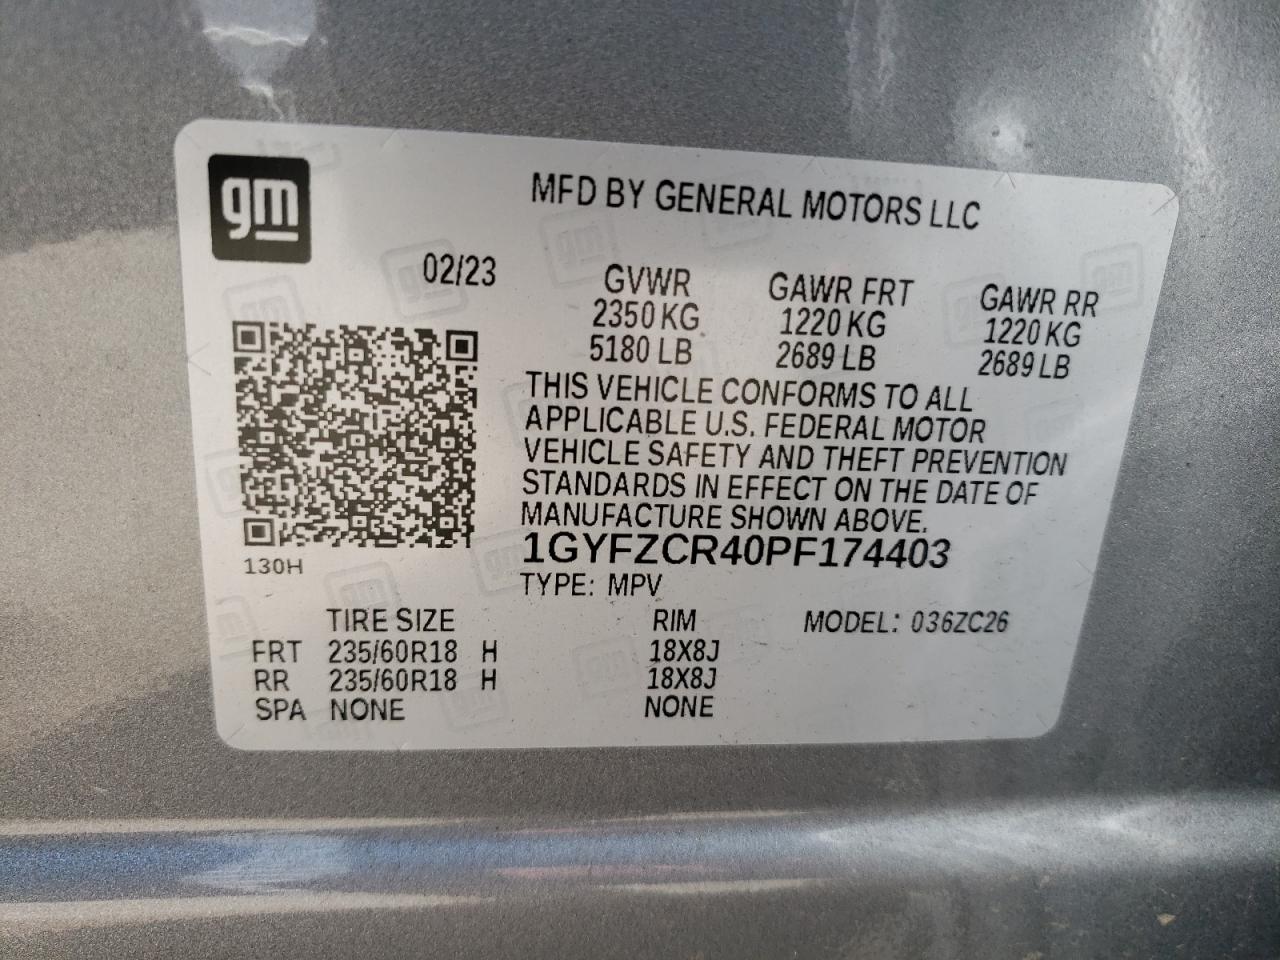 gm
MFD BY GENERAL MOTORS LLC
02/23
GVWR GAWR FRT GAWR RR
2350 KG 1220 KG 1220 KG
5180 LB 2689 LB 2689 LB
THIS VEHICLE CONFORMS TO ALL
APPLICABLE U.S. FEDERAL MOTOR
VEHICLE SAFETY AND THEFT PREVENTION
STANDARDS IN EFFECT ON THE DATE OF
MANUFACTURE SHOWN ABOVE.
1GYFZCR40PF174403
130H
TYPE: MPV
TIRE SIZE RIM MODEL: 036ZC26
FRT 235/60R18 H 18X8J
RR 235/60R18 H 18X8J
SPA NONE NONE